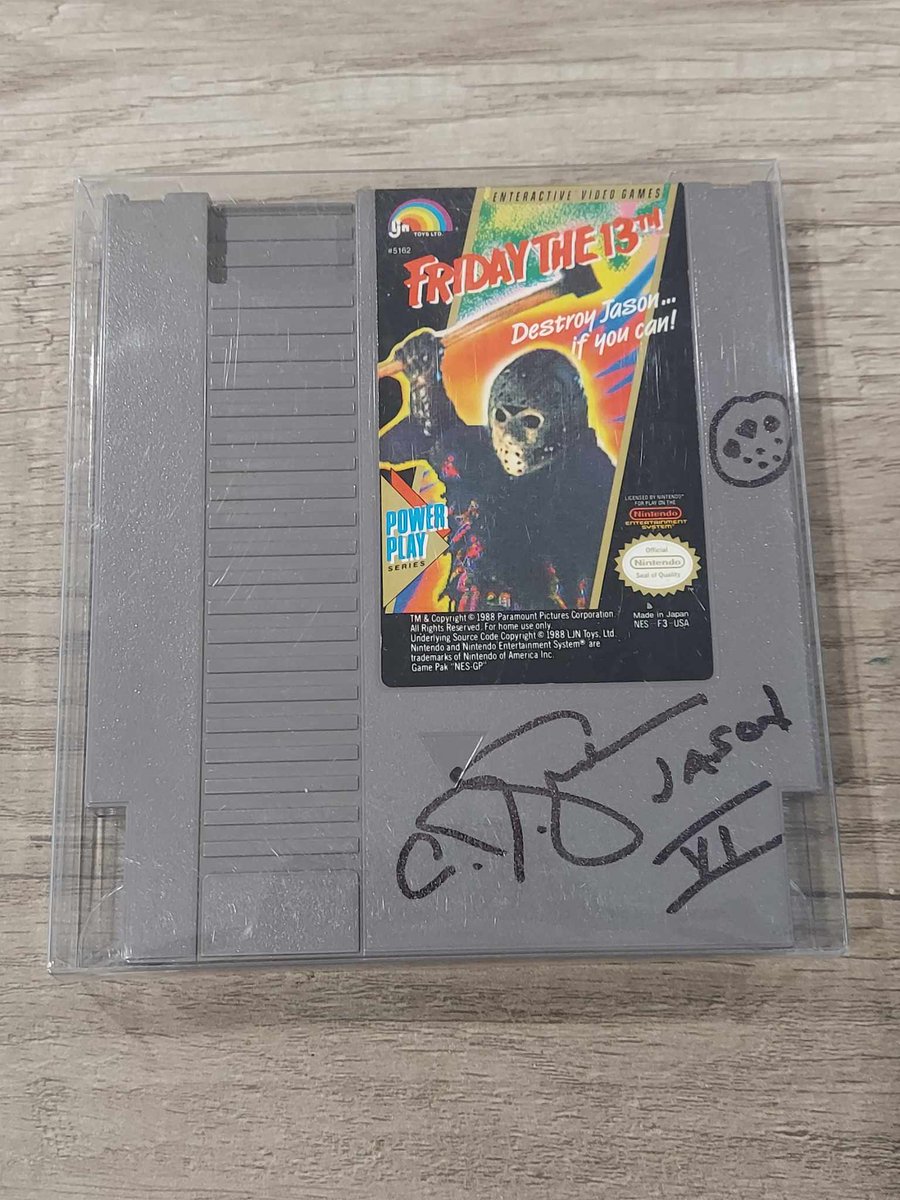 ENTERACTIVE VIDEO GAMES
LJN
TOYS LTD.
#5162
FRIDAY THE 13TH
Destroy Jason...
if you can!
POWER
PLAY
SERIES
LICENSED BY NINTENDO®
FOR PLAY ON THE
Nintendo
ENTERTAINMENT
SYSTEM®
Official
Nintendo
Seal of Quality
Made in Japan
NES-F3-USA
TM & Copyright © 1988 Paramount Pictures Corporation.
All Rights Reserved. For home use only.
Underlying Source Code Copyright © 1988 LJN Toys, Ltd.
Nintendo and Nintendo Entertainment System® are
trademarks of Nintendo of America Inc.
Game Pak "NES-GP"
C.J.
JASON
VI